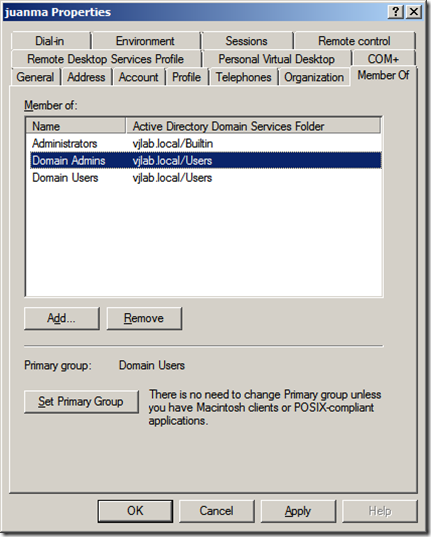 juanma Properties
Dial-in Environment Sessions Remote control
Remote Desktop Services Profile Personal Virtual Desktop COM+
General Address Account Profile Telephones Organization Member Of
Member of:
Name Active Directory Domain Services Folder
Administrators vjlab.local/Builtin
Domain Admins vjlab.local/Users
Domain Users vjlab.local/Users
Add... Remove
Primary group: Domain Users
Set Primary Group There is no need to change Primary group unless
you have Macintosh clients or POSIX-compliant
applications.
OK Cancel Apply Help